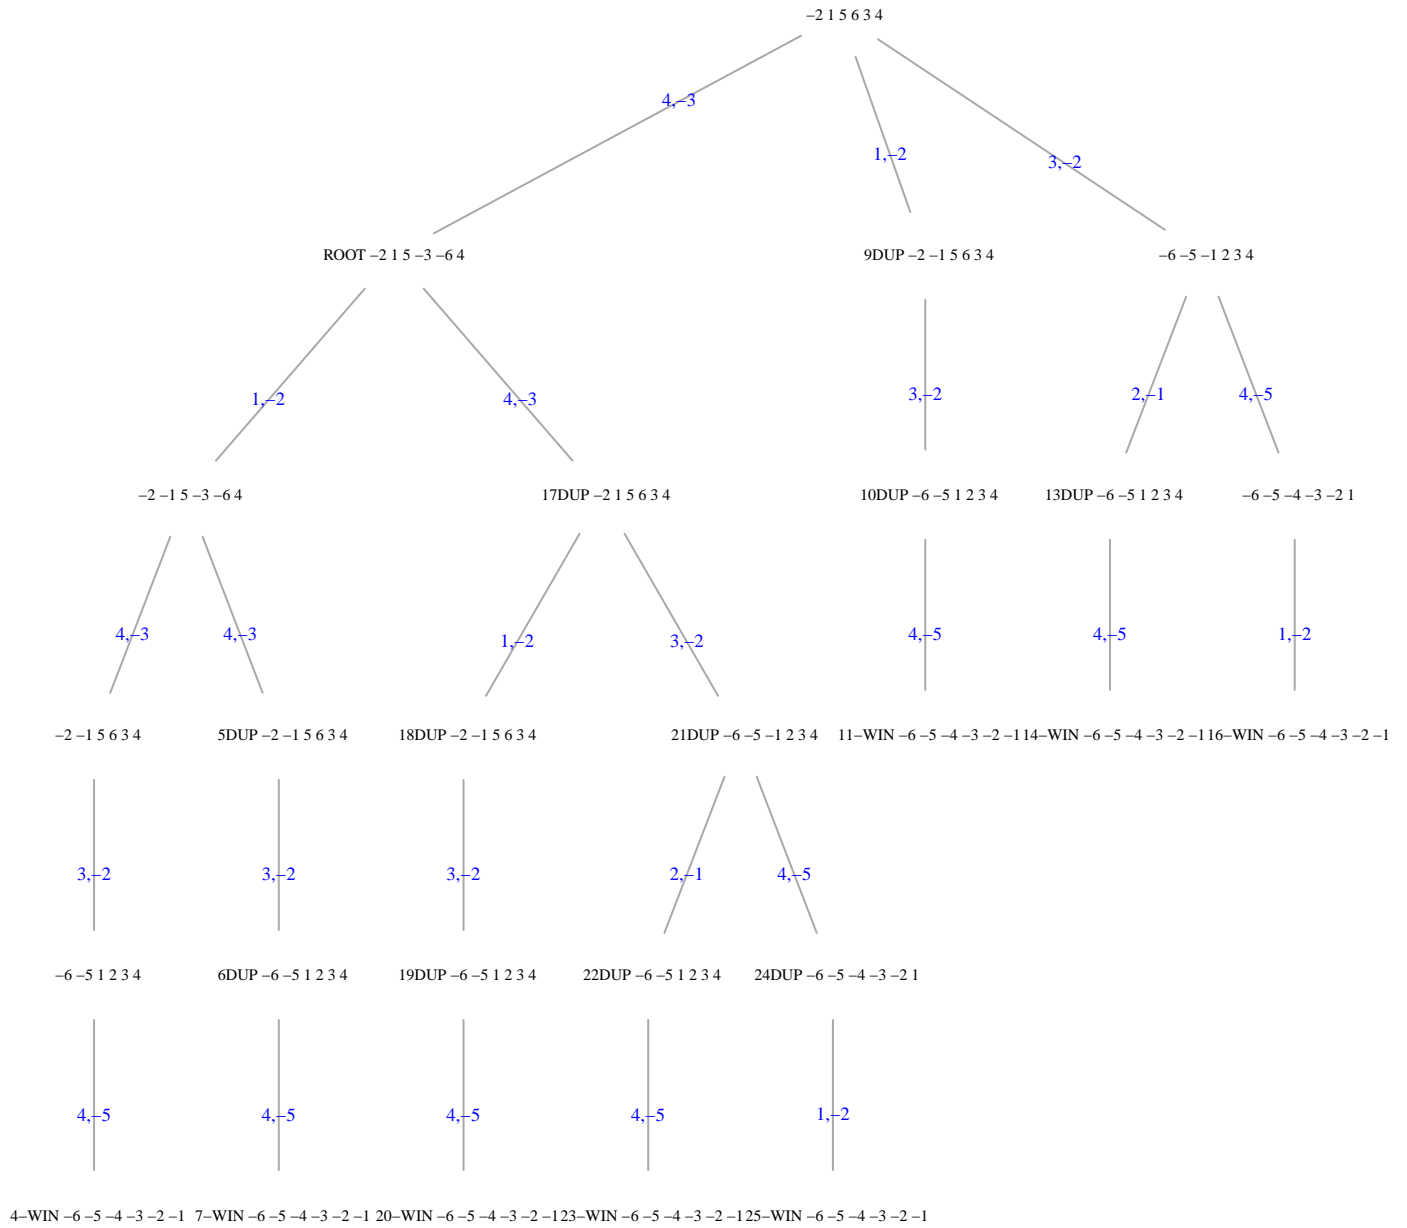 –2 1 5 6 3 4
4,–3
1,–2
3,–2
ROOT –2 1 5 –3 –6 4
9DUP –2 –1 5 6 3 4
–6 –5 –1 2 3 4
1,–2
4,–3
3,–2
2,–1
4,–5
–2 –1 5 –3 –6 4
17DUP –2 1 5 6 3 4
10DUP –6 –5 1 2 3 4
13DUP –6 –5 1 2 3 4
–6 –5 –4 –3 –2 1
4,–3
4,–3
1,–2
3,–2
4,–5
4,–5
1,–2
–2 –1 5 6 3 4
5DUP –2 –1 5 6 3 4
18DUP –2 –1 5 6 3 4
21DUP –6 –5 –1 2 3 4
11–WIN –6 –5 –4 –3 –2 –1
14–WIN –6 –5 –4 –3 –2 –1
16–WIN –6 –5 –4 –3 –2 –1
3,–2
3,–2
3,–2
2,–1
4,–5
–6 –5 1 2 3 4
6DUP –6 –5 1 2 3 4
19DUP –6 –5 1 2 3 4
22DUP –6 –5 1 2 3 4
24DUP –6 –5 –4 –3 –2 1
4,–5
4,–5
4,–5
4,–5
1,–2
4–WIN –6 –5 –4 –3 –2 –1
7–WIN –6 –5 –4 –3 –2 –1
20–WIN –6 –5 –4 –3 –2 –1
23–WIN –6 –5 –4 –3 –2 –1
25–WIN –6 –5 –4 –3 –2 –1